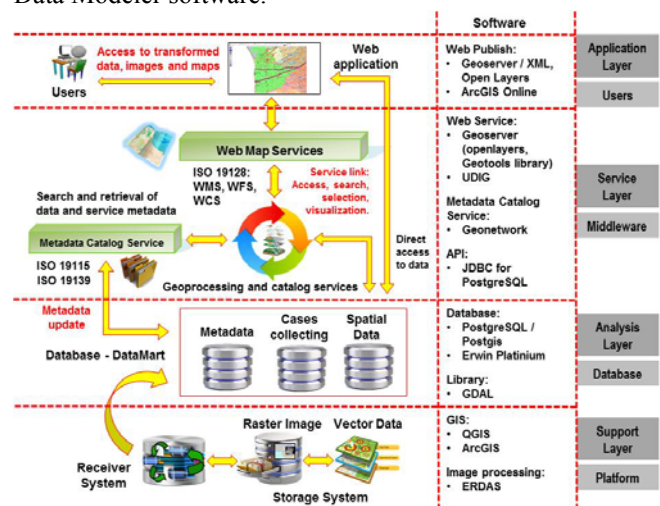 Data Modeler software.
Software
Users
Access to transformed
data, images and maps
Web
application
Web Publish:
• Geoserver / XML,
Open Layers
• ArcGIS Online
Application
Layer
Users
Web Map Services
ISO 19128:
WMS, WFS,
WCS
Service link:
Access, search,
selection,
visualization.
Search and retrieval of
data and service metadata
Metadata Catalog Service
ISO 19115
ISO 19139
Geoprocessing and catalog services
Direct
access
to data
Web Service:
• Geoserver
(openlayers,
Geotools library)
• UDIG
Metadata Catalog
Service:
• Geonetwork
API:
• JDBC for
PostgreSQL
Service
Layer
Middleware
Metadata
update
Database - DataMart
Metadata
Cases
collecting
Spatial
Data
Database:
• PostgreSQL /
Postgis
• Erwin Platinium
Library:
• GDAL
Analysis
Layer
Database
Receiver
System
Raster Image
Vector Data
Storage System
GIS:
• QGIS
• ArcGIS
Image processing:
• ERDAS
Support
Layer
Platform